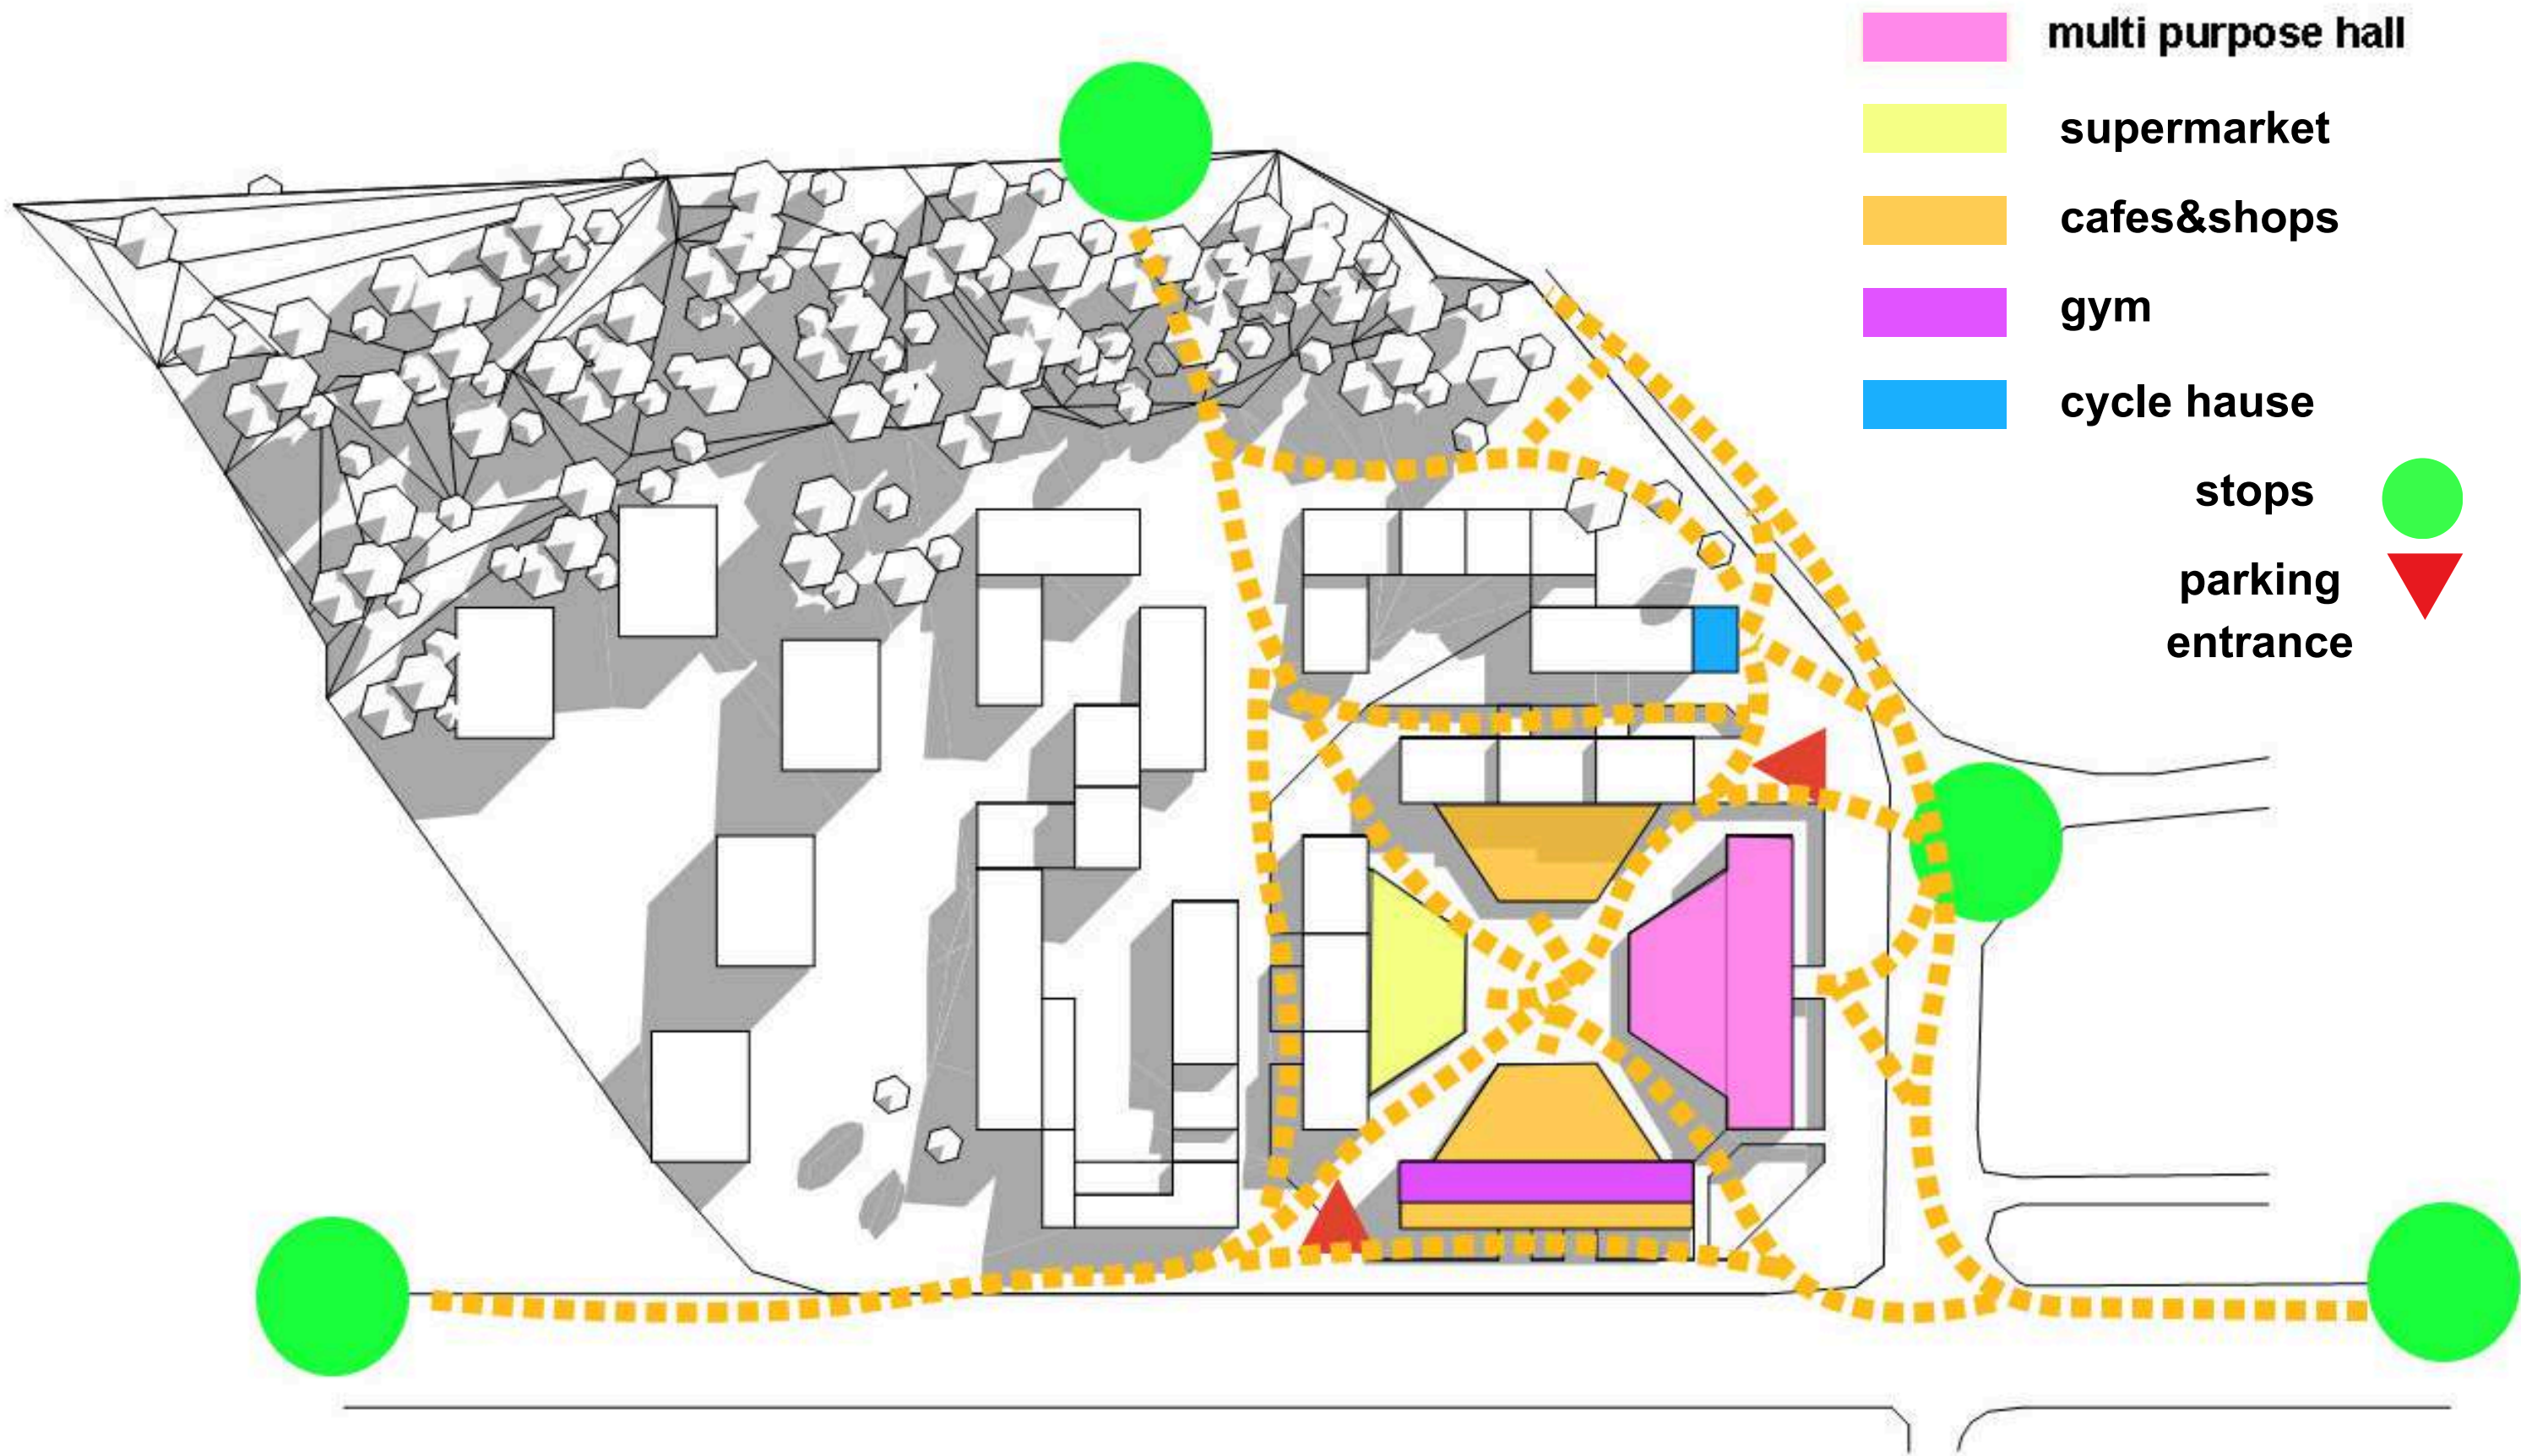 multi purpose hall
supermarket
cafes&shops
gym
cycle hause
stops
parking
entrance